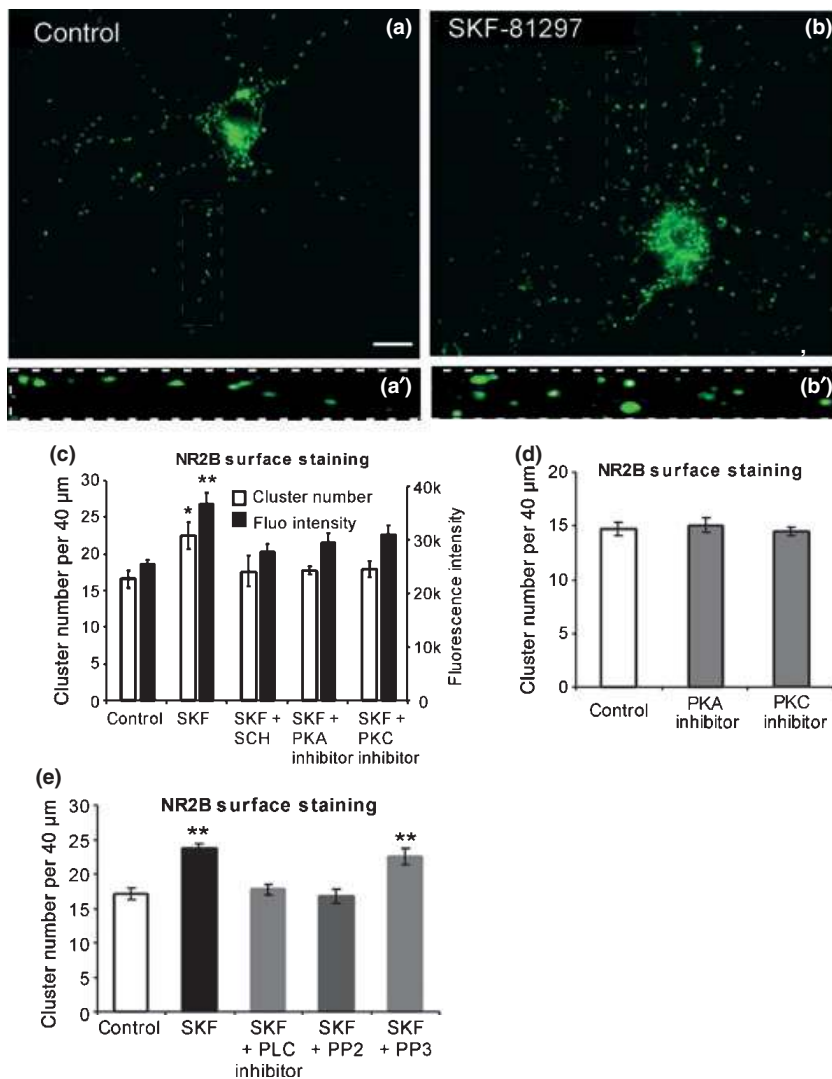 Control
(a)
SKF-81297
(b)
(a′)
(b′)
(c)
NR2B surface staining
Cluster number per 40 μm
30
25
20
15
10
5
0
* **
Cluster number
Fluo intensity
40k
30k
20k
10k
0
Fluorescence intensity
Control SKF SKF + SKF + SKF +
SCH PKA PKC
inhibitor inhibitor
(d)
NR2B surface staining
Cluster number per 40 μm
20
15
10
5
0
Control PKA PKC
inhibitor inhibitor
(e)
NR2B surface staining
Cluster number per 40 μm
30
25
20
15
10
5
0
** **
Control SKF SKF SKF SKF
+ PLC + PP2 + PP3
inhibitor